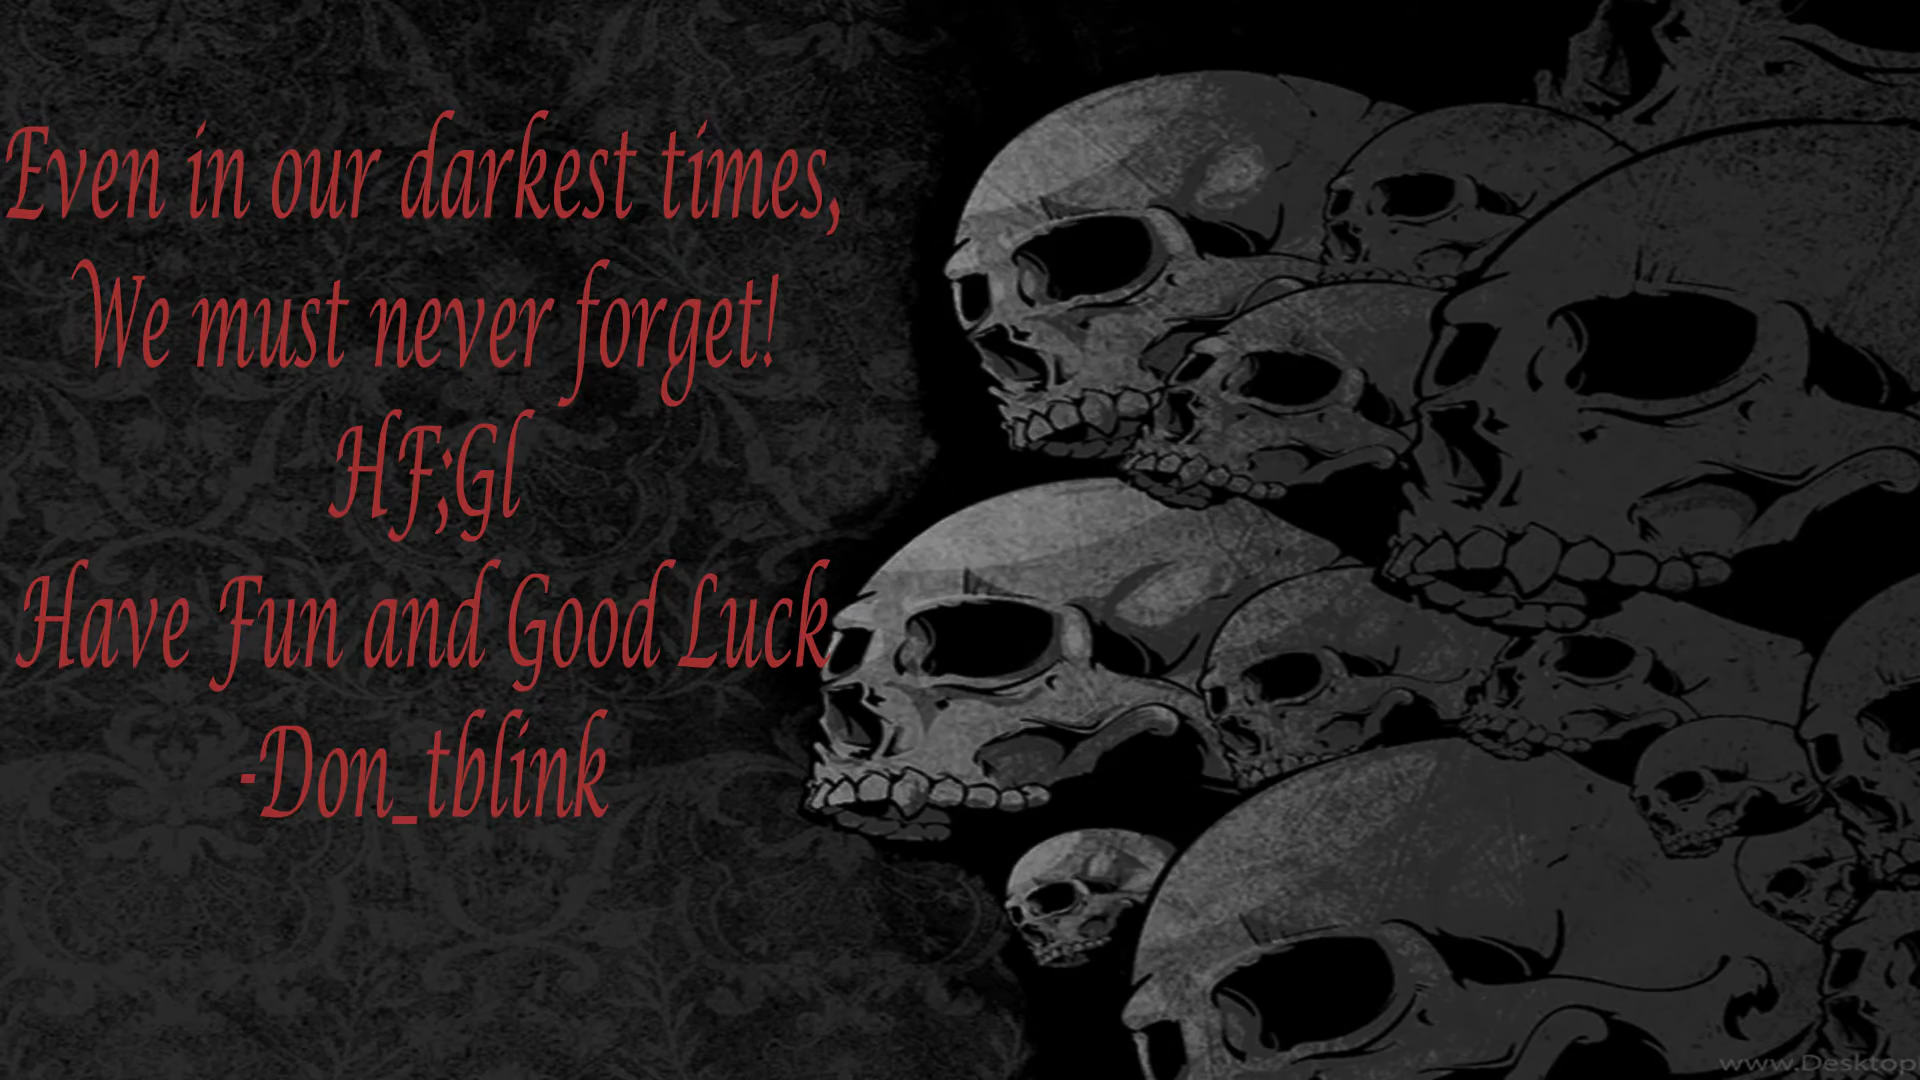 Even in our darkest times,
We must never forget!
HF;Gl
Have Fun and Good Luck
-Don_tblink
www.Desktop